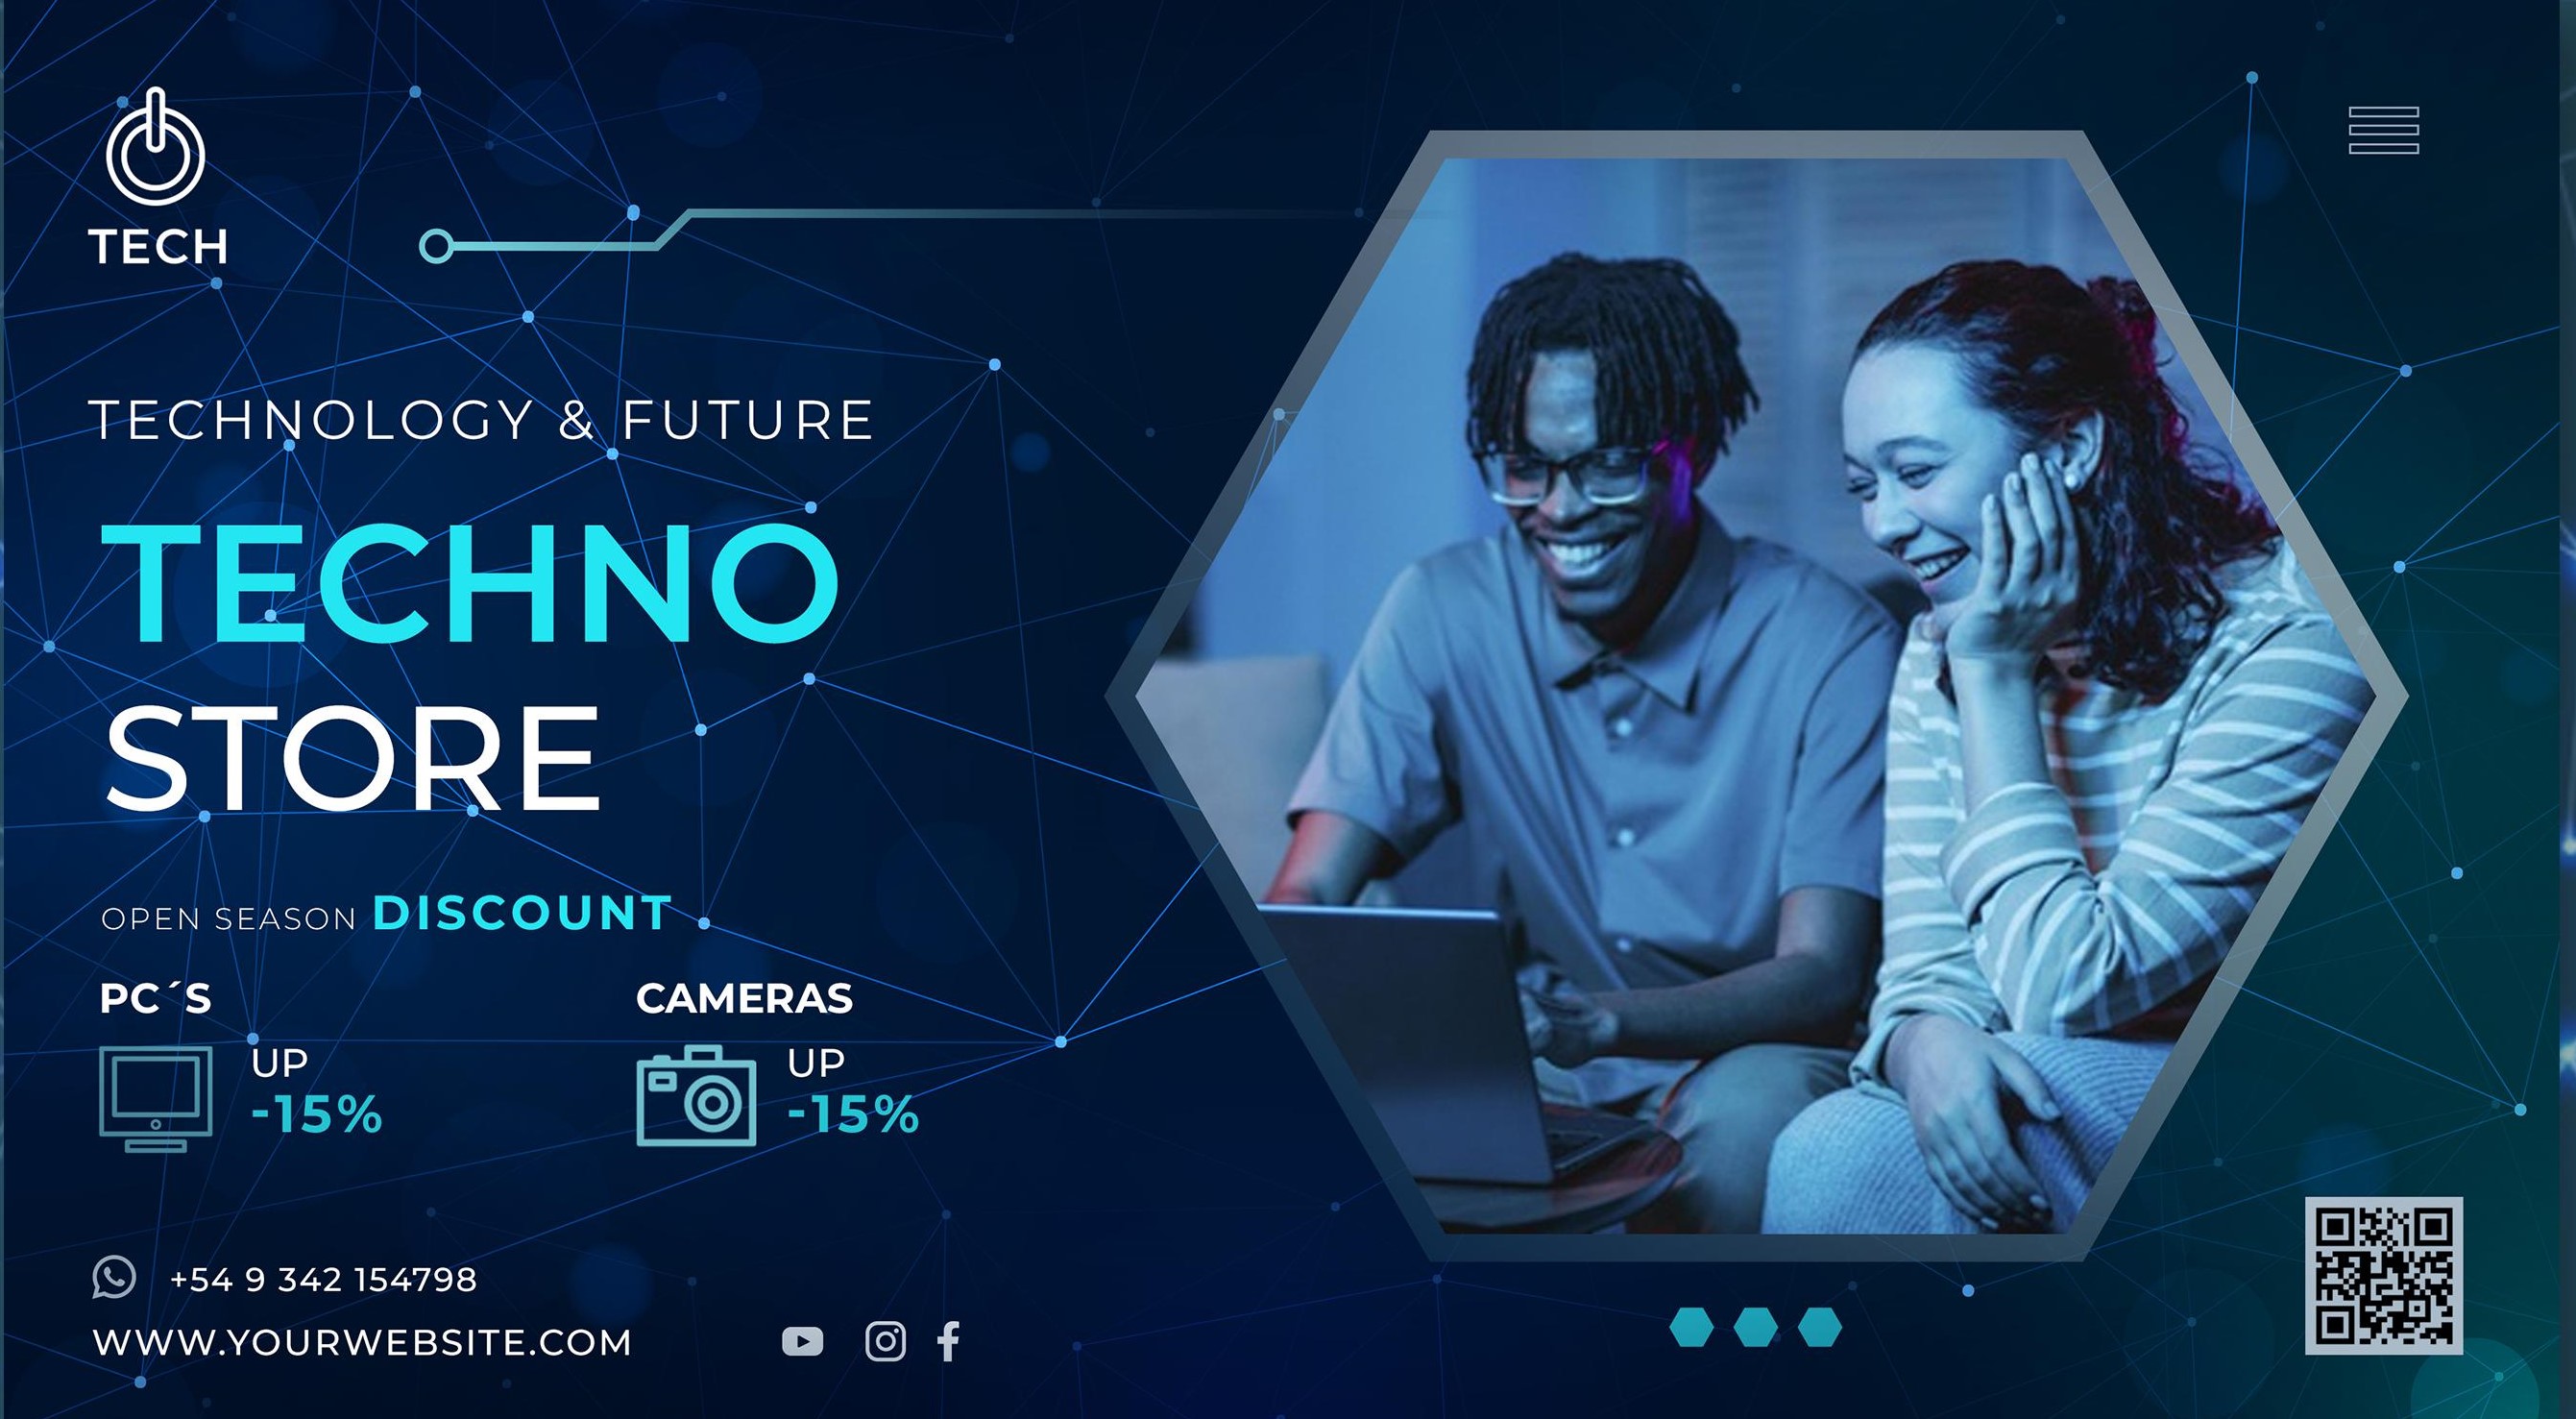 TECH
TECHNOLOGY & FUTURE
TECHNO
STORE
OPEN SEASON DISCOUNT
PC´S
UP
-15%
CAMERAS
UP
-15%
+54 9 342 154798
WWW.YOURWEBSITE.COM